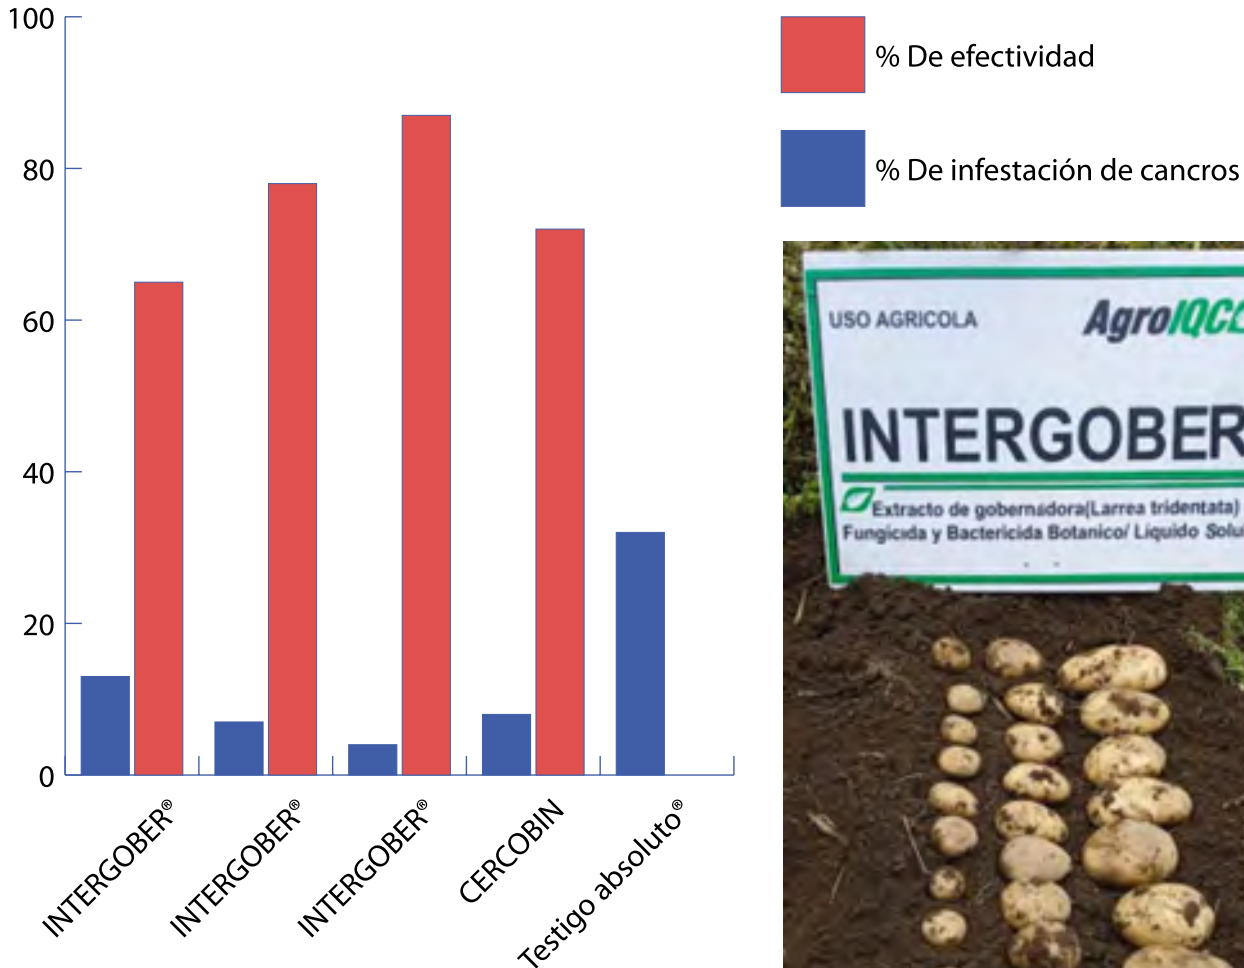 100
80
60
40
20
0
INTERGOBER®
INTERGOBER®
INTERGOBER®
CERCOBIN
Testigo absoluto®
% De efectividad
% De infestación de cancros
USO AGRICOLA
INTERGOBER
Extracto de gobernadora(Larrea tridentata)
Fungicida y Bactericida Botanico/ Liquido